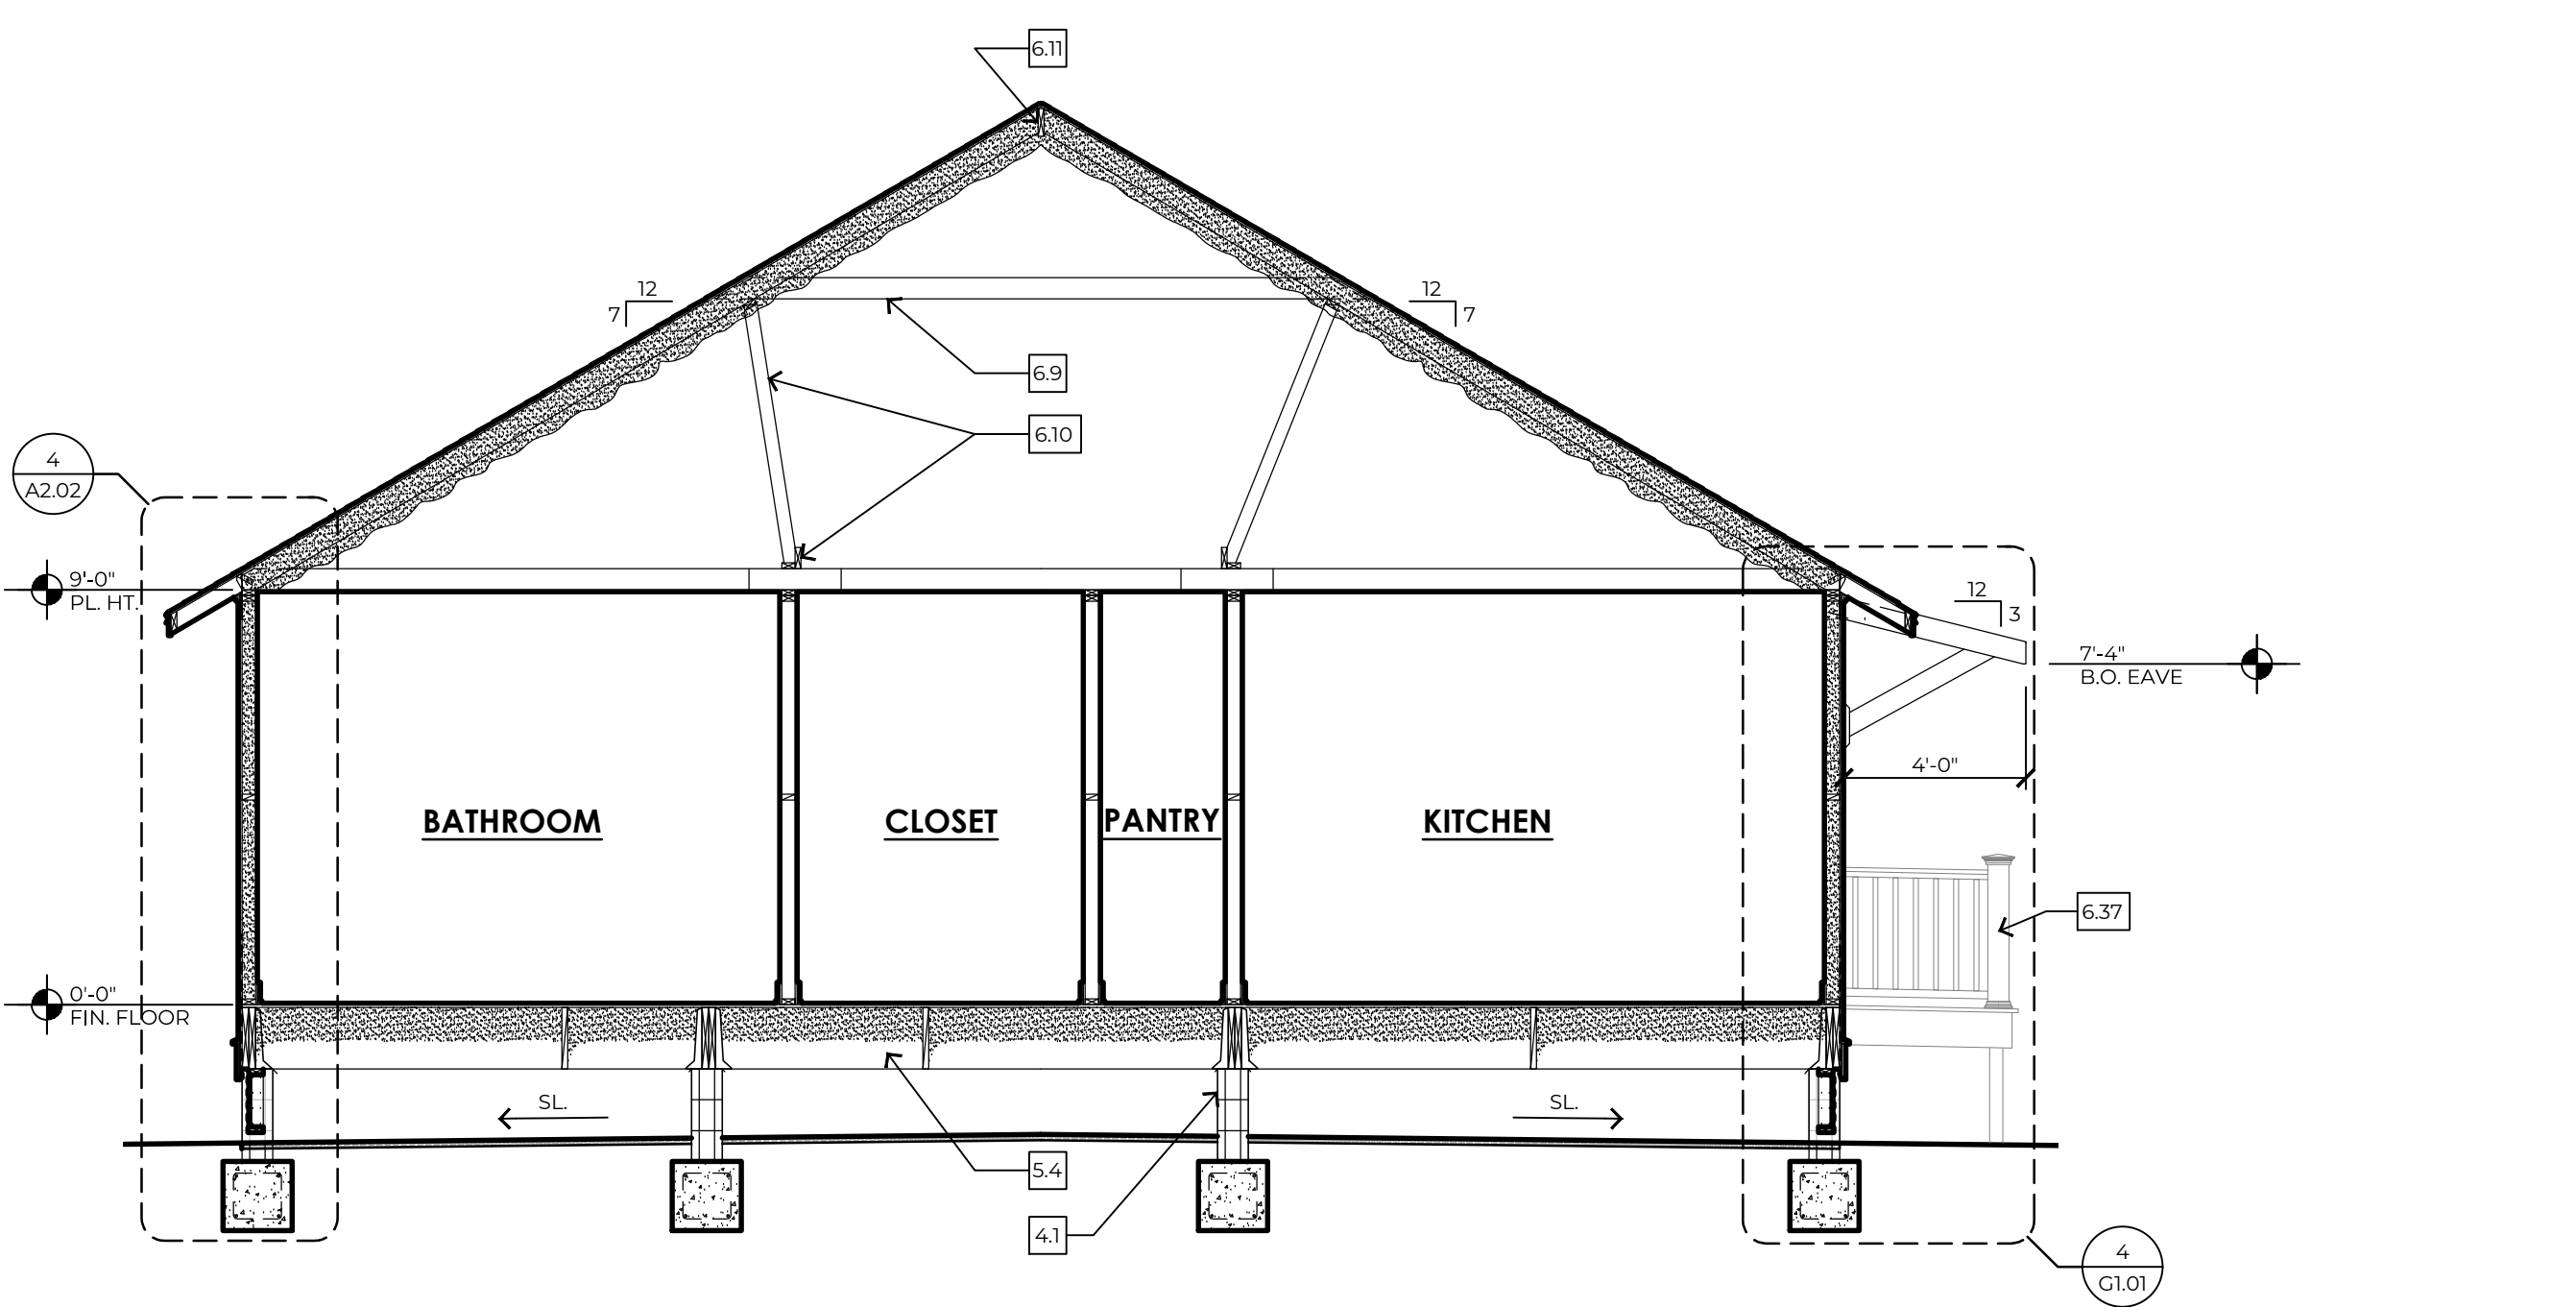 6.11
12
7
12
7
6.9
6.10
4
A2.02
9'-0"
PL. HT.
12
3
7'-4"
B.O. EAVE
4'-0"
BATHROOM
CLOSET
PANTRY
KITCHEN
6.37
0'-0"
FIN. FLOOR
SL.
SL.
5.4
4.1
4
G1.01